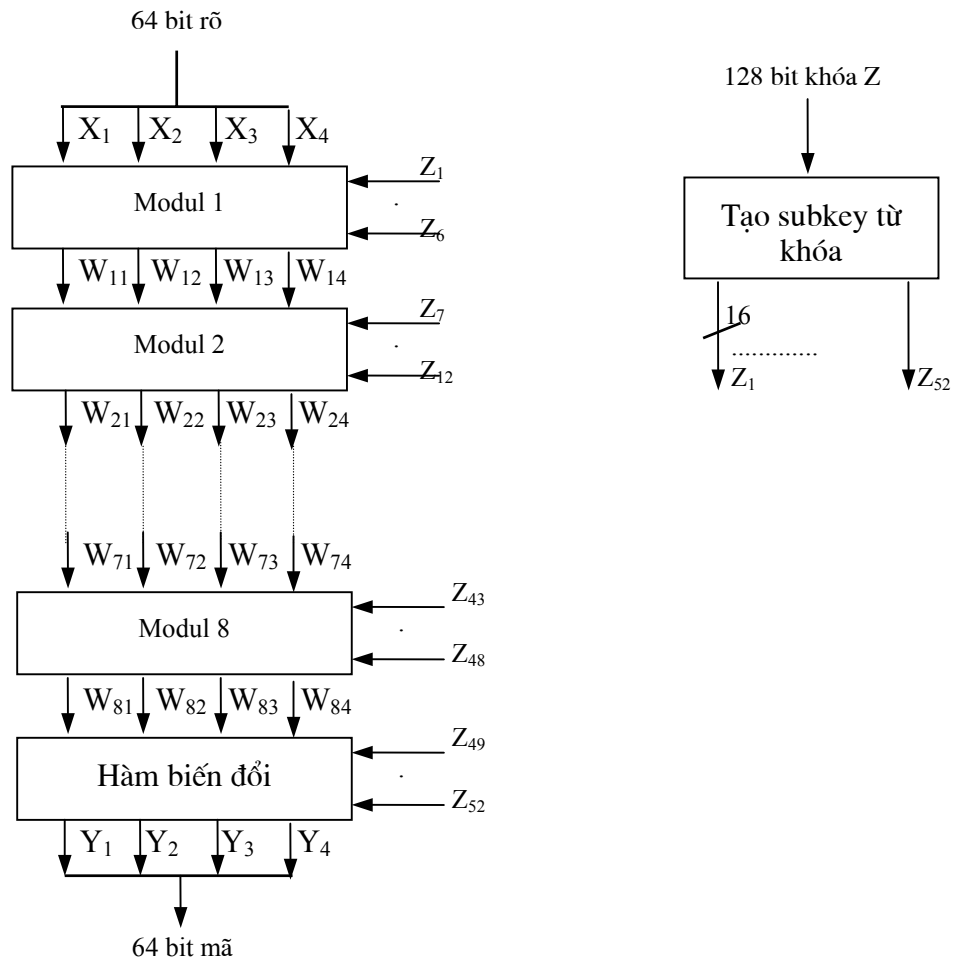 64 bit rõ
X1 X2 X3 X4
Modul 1
Z1
.
Z6
W11 W12 W13 W14
Modul 2
Z7
.
Z12
W21 W22 W23 W24
W71 W72 W73 W74
Modul 8
Z43
.
Z48
W81 W82 W83 W84
Hàm biến đổi
Z49
.
Z52
Y1 Y2 Y3 Y4
64 bit mã
128 bit khóa Z
Tạo subkey từ
khóa
16
.............
Z1 Z52